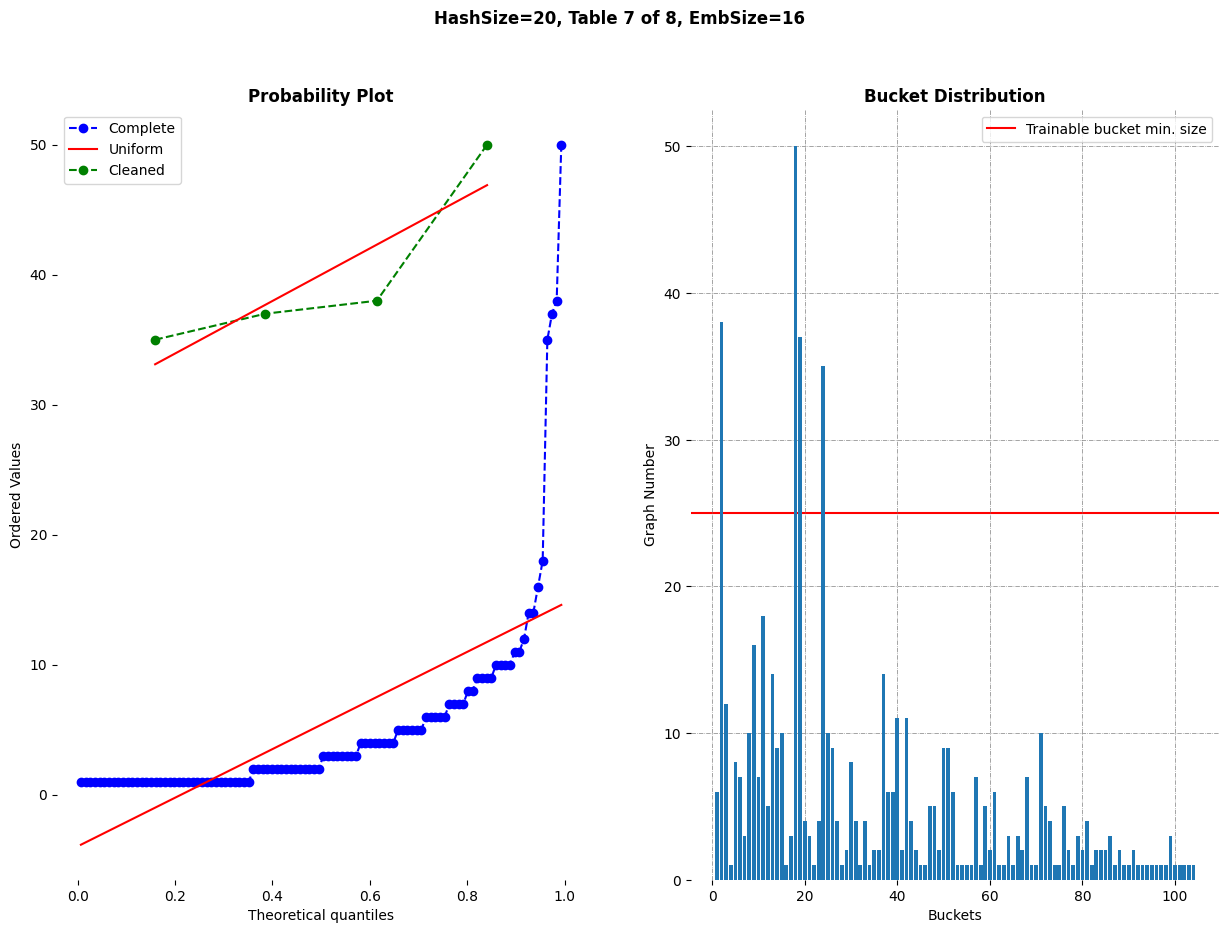 HashSize=20, Table 7 of 8, EmbSize=16
Probability Plot
Complete
Uniform
Cleaned
50
40
30
20
10
0
Ordered Values
0.0 0.2 0.4 0.6 0.8 1.0
Theoretical quantiles
Bucket Distribution
Trainable bucket min. size
50
40
30
20
10
0
Graph Number
0 20 40 60 80 100
Buckets